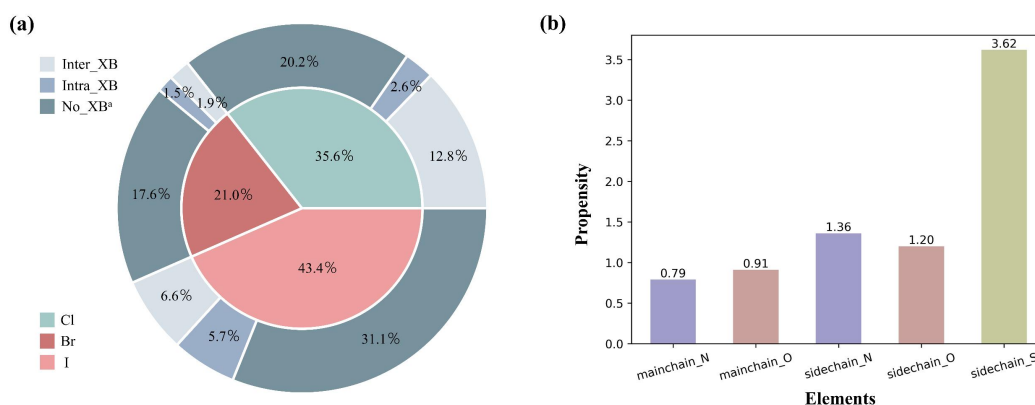 (a)
Inter_XB
Intra_XB
No_XBᵃ
20.2%
2.6%
12.8%
1.5%
1.9%
35.6%
17.6%
21.0%
43.4%
6.6%
5.7%
31.1%
Cl
Br
I
(b)
Propensity
3.5
3.0
2.5
2.0
1.5
1.0
0.5
0.0
0.79
0.91
1.36
1.20
3.62
mainchain_N
mainchain_O
sidechain_N
sidechain_O
sidechain_S
Elements